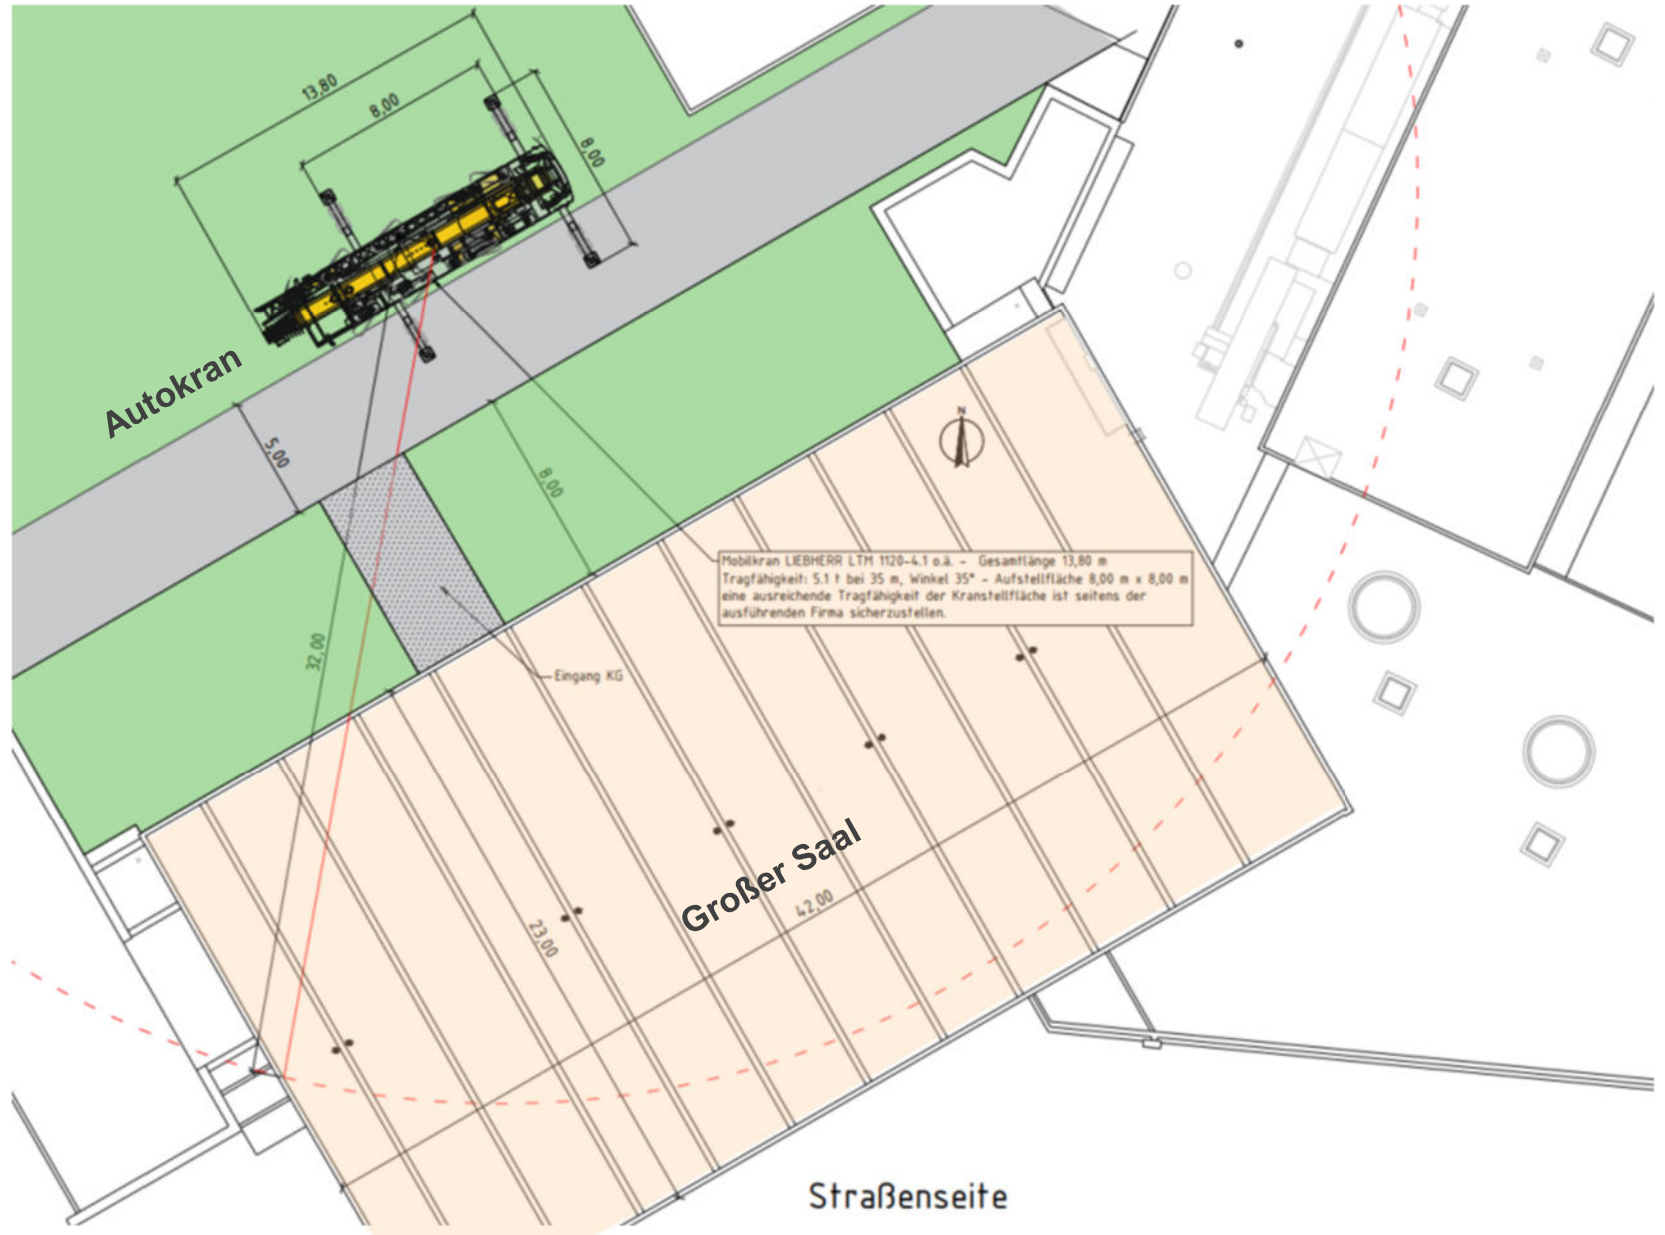 13,80
8,00
8,00
Autokran
5,00
8,00
N
Mobilkran LIEBHERR LTM 1120-4.1 o.ä. - Gesamtlänge 13,80 m
Tragfähigkeit: 5.1 t bei 35 m, Winkel 35° - Aufstellfläche 8,00 m x 8,00 m
eine ausreichende Tragfähigkeit der Kranstellfläche ist seitens der
ausführenden Firma sicherzustellen.
32,00
Eingang KG
Großer Saal
42,00
23,00
Straßenseite